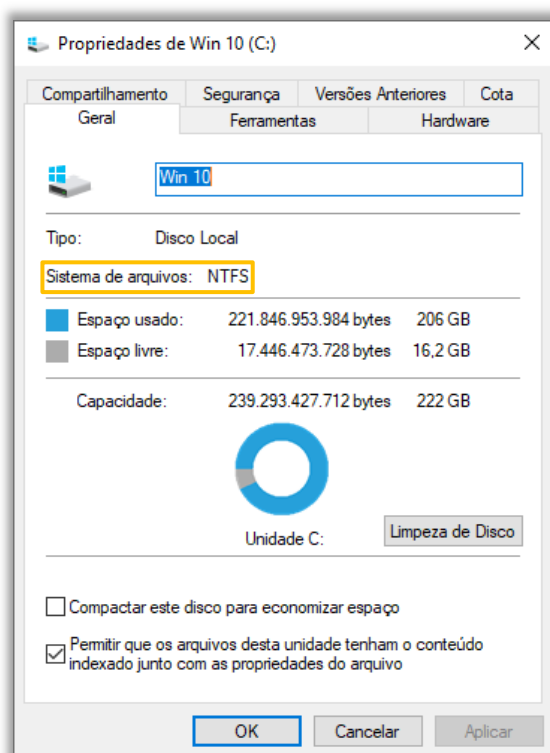 Propriedades de Win 10 (C:)
Compartilhamento Segurança Versões Anteriores Cota
Geral Ferramentas Hardware
Win 10
Tipo: Disco Local
Sistema de arquivos: NTFS
Espaço usado: 221.846.953.984 bytes 206 GB
Espaço livre: 17.446.473.728 bytes 16,2 GB
Capacidade: 239.293.427.712 bytes 222 GB
Unidade C: Limpeza de Disco
Compactar este disco para economizar espaço
Permitir que os arquivos desta unidade tenham o conteúdo
indexado junto com as propriedades do arquivo
OK Cancelar Aplicar